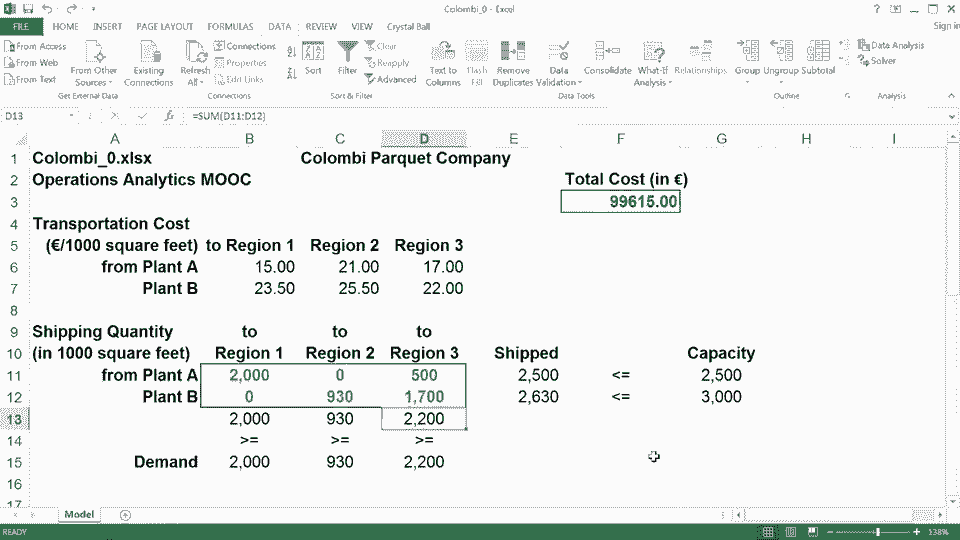 Colombi_0 - Excel
FILE HOME INSERT PAGE LAYOUT FORMULAS DATA REVIEW VIEW Crystal Ball Sign in
From Access
From Web
From Text
From Other Sources
Existing Connections
Get External Data
Refresh All
Connections
Properties
Edit Links
Connections
Sort
Filter
Clear
Reapply
Advanced
Sort & Filter
Text to Columns
Flash Fill
Remove Duplicates
Data Validation
Consolidate
What-If Analysis
Relationships
Data Tools
Group
Ungroup
Subtotal
Outline
Data Analysis
Solver
Analysis
D13 =SUM(D11:D12)
A B C D E F G H I
1 Colombi_0.xlsx Colombi Parquet Company
2 Operations Analytics MOOC Total Cost (in €)
3 99615.00
4 Transportation Cost
5 (€/1000 square feet) to Region 1 Region 2 Region 3
6 from Plant A 15.00 21.00 17.00
7 Plant B 23.50 25.50 22.00
8
9 Shipping Quantity to to to
10 (in 1000 square feet) Region 1 Region 2 Region 3 Shipped Capacity
11 from Plant A 2,000 0 500 2,500 <= 2,500
12 Plant B 0 930 1,700 2,630 <= 3,000
13 2,000 930 2,200
14 >= >= >=
15 Demand 2,000 930 2,200
16
17
Model
READY 138%